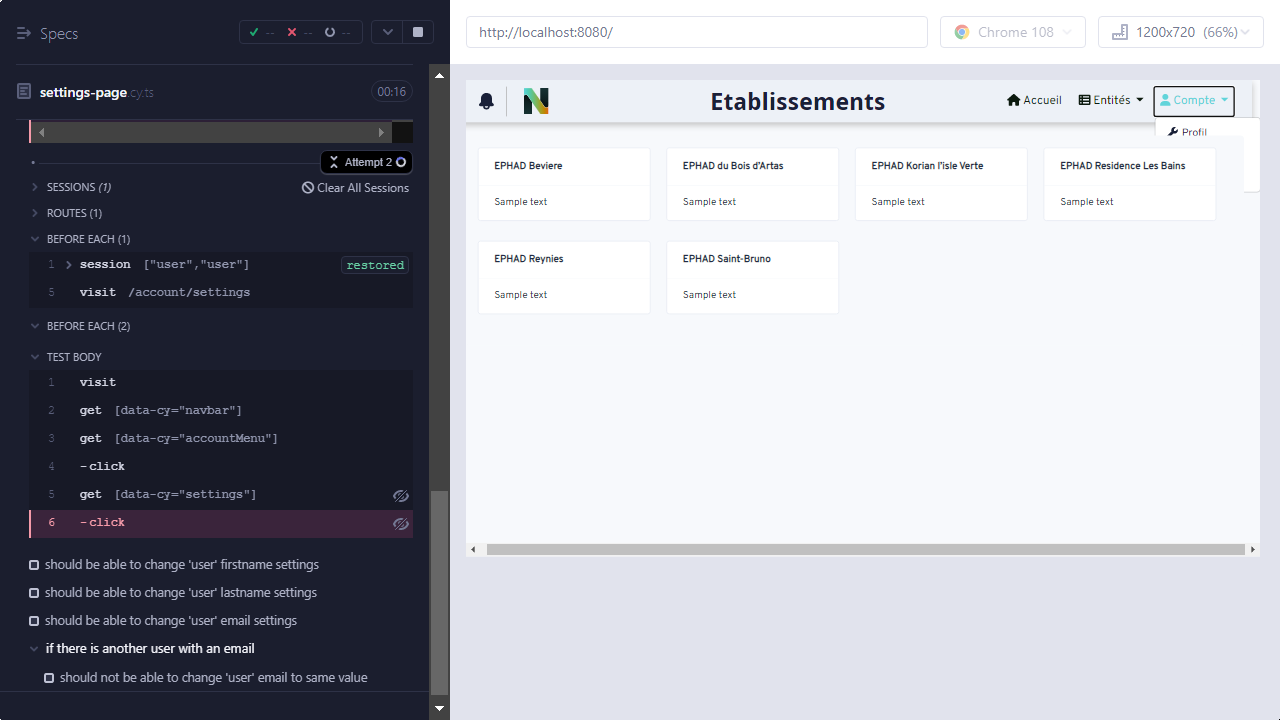 Specs
-- -- --
settings-page.cy.ts 00:16
Attempt 2
SESSIONS (1) Clear All Sessions
ROUTES (1)
BEFORE EACH (1)
1 session ["user","user"] restored
5 visit /account/settings
BEFORE EACH (2)
TEST BODY
1 visit
2 get [data-cy="navbar"]
3 get [data-cy="accountMenu"]
4 -click
5 get [data-cy="settings"]
6 -click
should be able to change 'user' firstname settings
should be able to change 'user' lastname settings
should be able to change 'user' email settings
if there is another user with an email
should not be able to change 'user' email to same value
http://localhost:8080/
Chrome 108
1200x720 (66%)
N
Etablissements
Accueil
Entités
Compte
Profil
EPHAD Beviere
Sample text
EPHAD du Bois d'Artas
Sample text
EPHAD Korian l'isle Verte
Sample text
EPHAD Residence Les Bains
Sample text
EPHAD Reynies
Sample text
EPHAD Saint-Bruno
Sample text